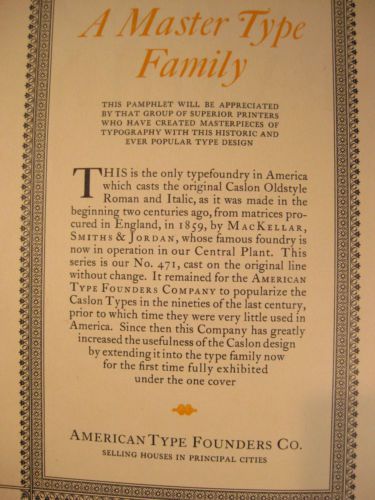 A Master Type
Family
THIS PAMPHLET WILL BE APPRECIATED
BY THAT GROUP OF SUPERIOR PRINTERS
WHO HAVE CREATED MASTERPIECES OF
TYPOGRAPHY WITH THIS HISTORIC AND
EVER POPULAR TYPE DESIGN
THIS is the only typefoundry in America
which casts the original Caslon Oldstyle
Roman and Italic, as it was made in the
beginning two centuries ago, from matrices pro-
cured in England, in 1859, by MACKELLAR,
SMITHS & JORDAN, whose famous foundry is
now in operation in our Central Plant. This
series is our No. 471, cast on the original line
without change. It remained for the AMERICAN
TYPE FOUNDERS COMPANY to popularize the
Caslon Types in the nineties of the last century,
prior to which time they were very little used in
America. Since then this Company has greatly
increased the usefulness of the Caslon design
by extending it into the type family now
for the first time fully exhibited
under the one cover
AMERICAN TYPE FOUNDERS CO.
SELLING HOUSES IN PRINCIPAL CITIES